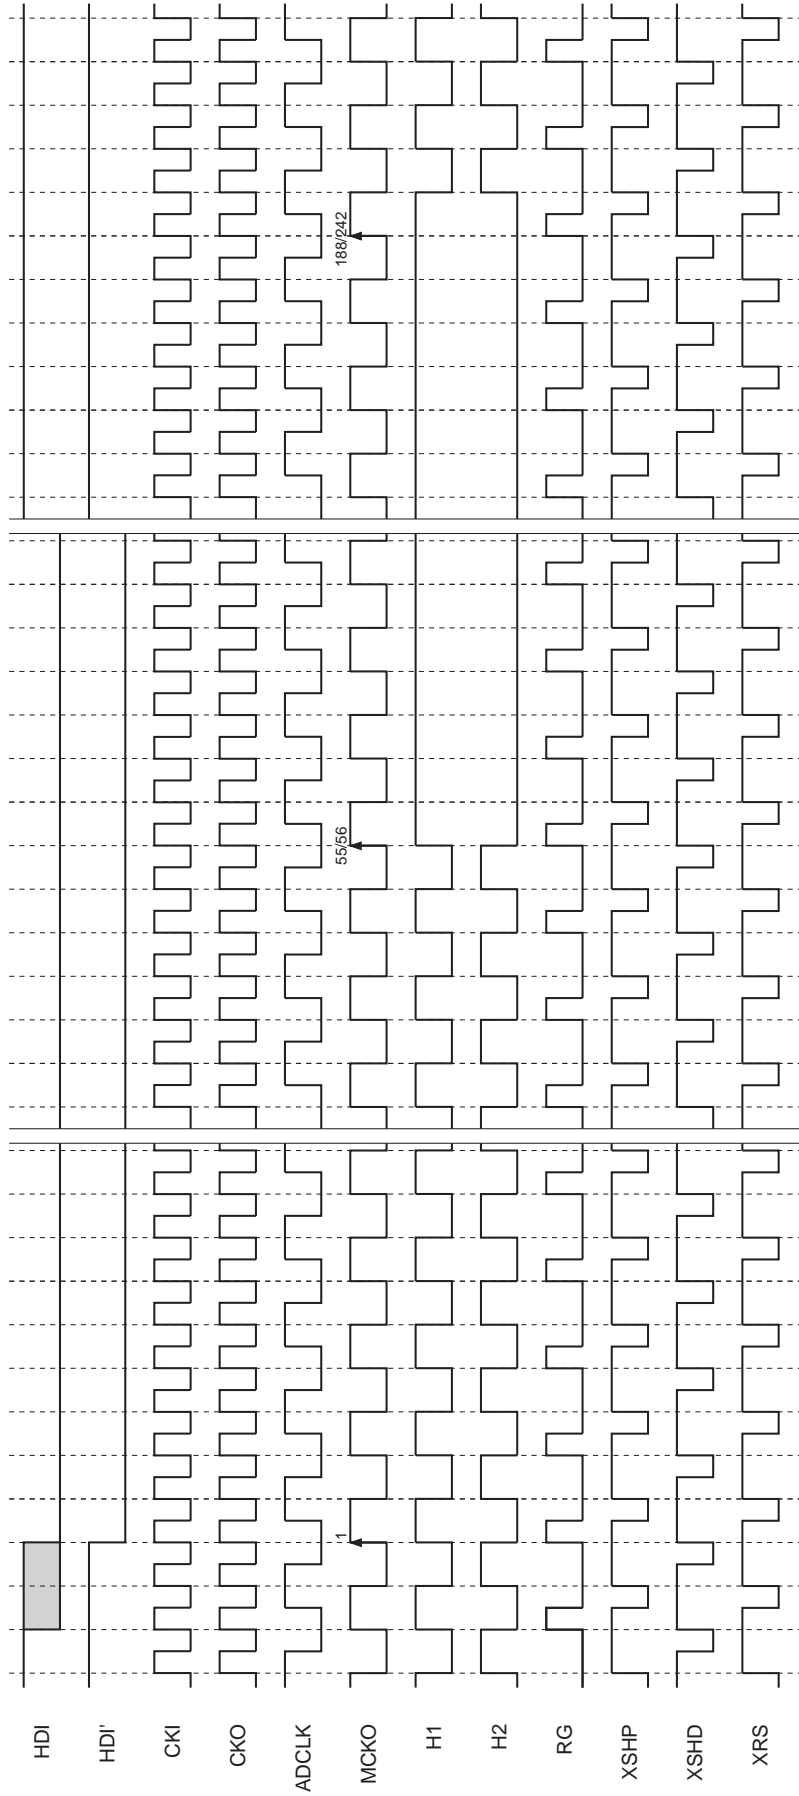 HDI
HDI'
CKI
CKO
ADCLK
MCKO
H1
H2
RG
XSHP
XSHD
XRS
1
55/56
188/242